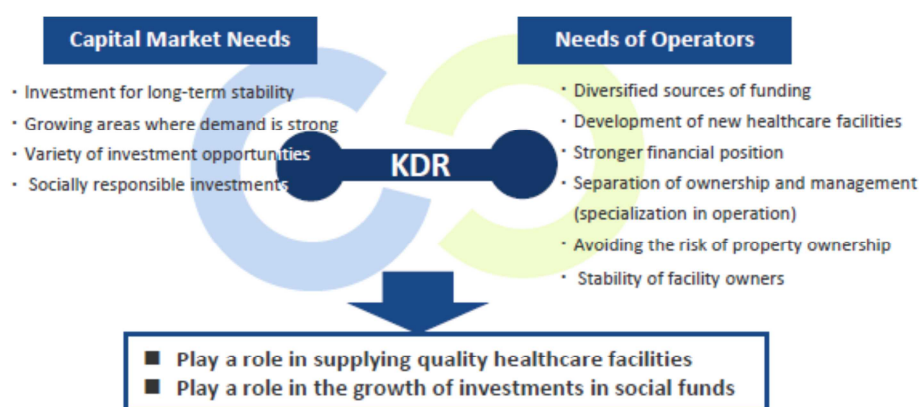 Capital Market Needs
・Investment for long-term stability
・Growing areas where demand is strong
・Variety of investment opportunities
・Socially responsible investments
KDR
Needs of Operators
・Diversified sources of funding
・Development of new healthcare facilities
・Stronger financial position
・Separation of ownership and management
(specialization in operation)
・Avoiding the risk of property ownership
・Stability of facility owners
■ Play a role in supplying quality healthcare facilities
■ Play a role in the growth of investments in social funds